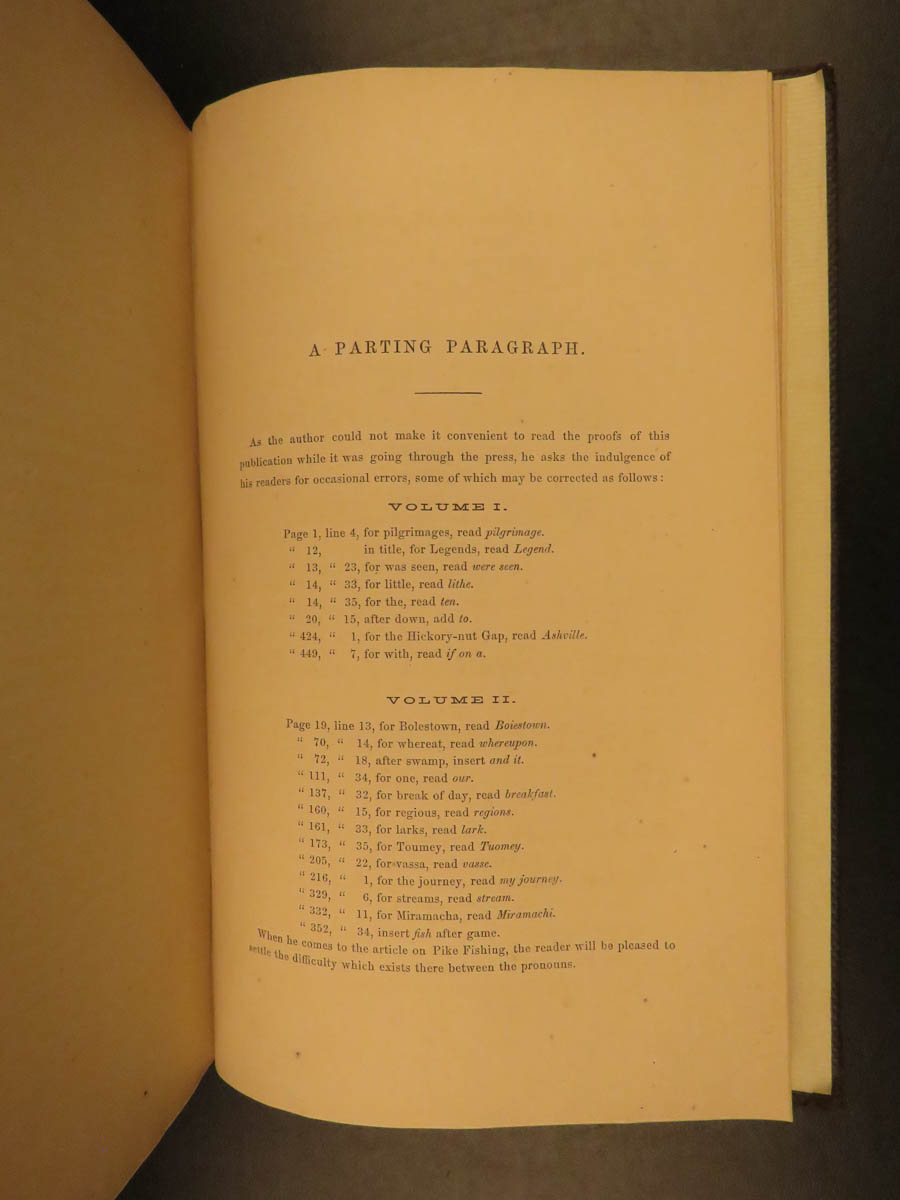 A PARTING PARAGRAPH.
As the author could not make it convenient to read the proofs of this
publication while it was going through the press, he asks the indulgence of
his readers for occasional errors, some of which may be corrected as follows:
VOLUME I.
Page 1, line 4, for pilgrimages, read pilgrimage.
“ 12, in title, for Legends, read Legend.
“ 13, “ 23, for was seen, read were seen.
“ 14, “ 33, for little, read lithe.
“ 14, “ 35, for the, read ten.
“ 20, “ 15, after down, add to.
“ 424, “ 1, for the Hickory-nut Gap, read Ashville.
“ 449, “ 7, for with, read if on a.
VOLUME II.
Page 19, line 13, for Bolestown, read Boiestown.
“ 70, “ 14, for whereat, read whereupon.
“ 72, “ 18, after swamp, insert and it.
“ 111, “ 34, for one, read our.
“ 137, “ 32, for break of day, read breakfast.
“ 160, “ 15, for regious, read regions.
“ 161, “ 33, for larks, read lark.
“ 173, “ 35, for Toumey, read Tuomey.
“ 205, “ 22, for vassa, read vasse.
“ 216, “ 1, for the journey, read my journey.
“ 329, “ 6, for streams, read stream.
“ 332, “ 11, for Miramacha, read Miramachi.
“ 352, “ 34, insert fish after game.
When he comes to the article on Pike Fishing, the reader will be pleased to
settle the difficulty which exists there between the pronouns.